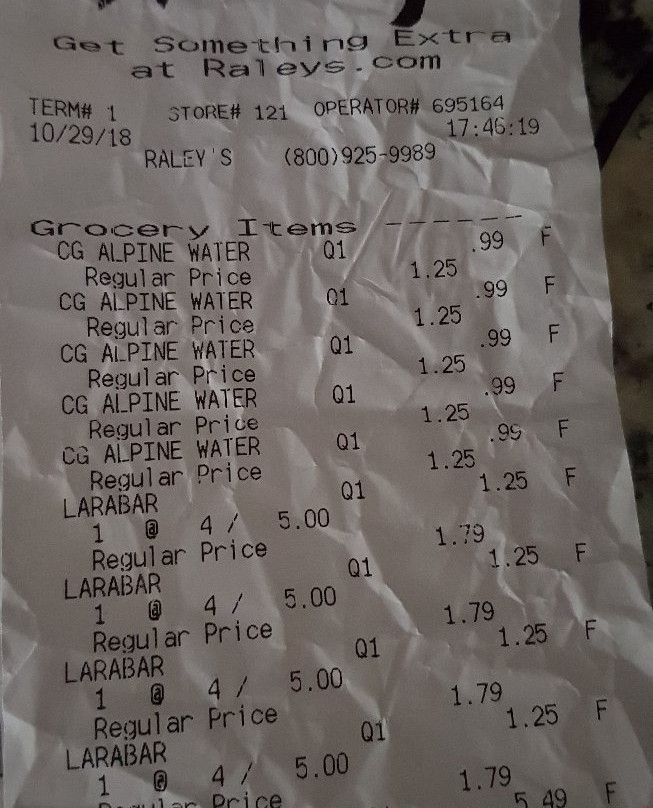 Get Something Extra
at Raleys.com
TERM# 1 STORE# 121 OPERATOR# 695164
10/29/18 17:46:19
RALEY'S (800)925-9989
Grocery Items ------
CG ALPINE WATER Q1 .99 F
Regular Price 1.25
CG ALPINE WATER Q1 .99 F
Regular Price 1.25
CG ALPINE WATER Q1 .99 F
Regular Price 1.25
CG ALPINE WATER Q1 .99 F
Regular Price 1.25
CG ALPINE WATER Q1 .99 F
Regular Price 1.25
LARABAR Q1 1.25 F
1 @ 4 / 5.00
Regular Price 1.79
LARABAR Q1 1.25 F
1 @ 4 / 5.00
Regular Price 1.79
LARABAR Q1 1.25 F
1 @ 4 / 5.00
Regular Price 1.79
LARABAR Q1 1.25 F
1 @ 4 / 5.00
Regular Price 1.79
5.49 F